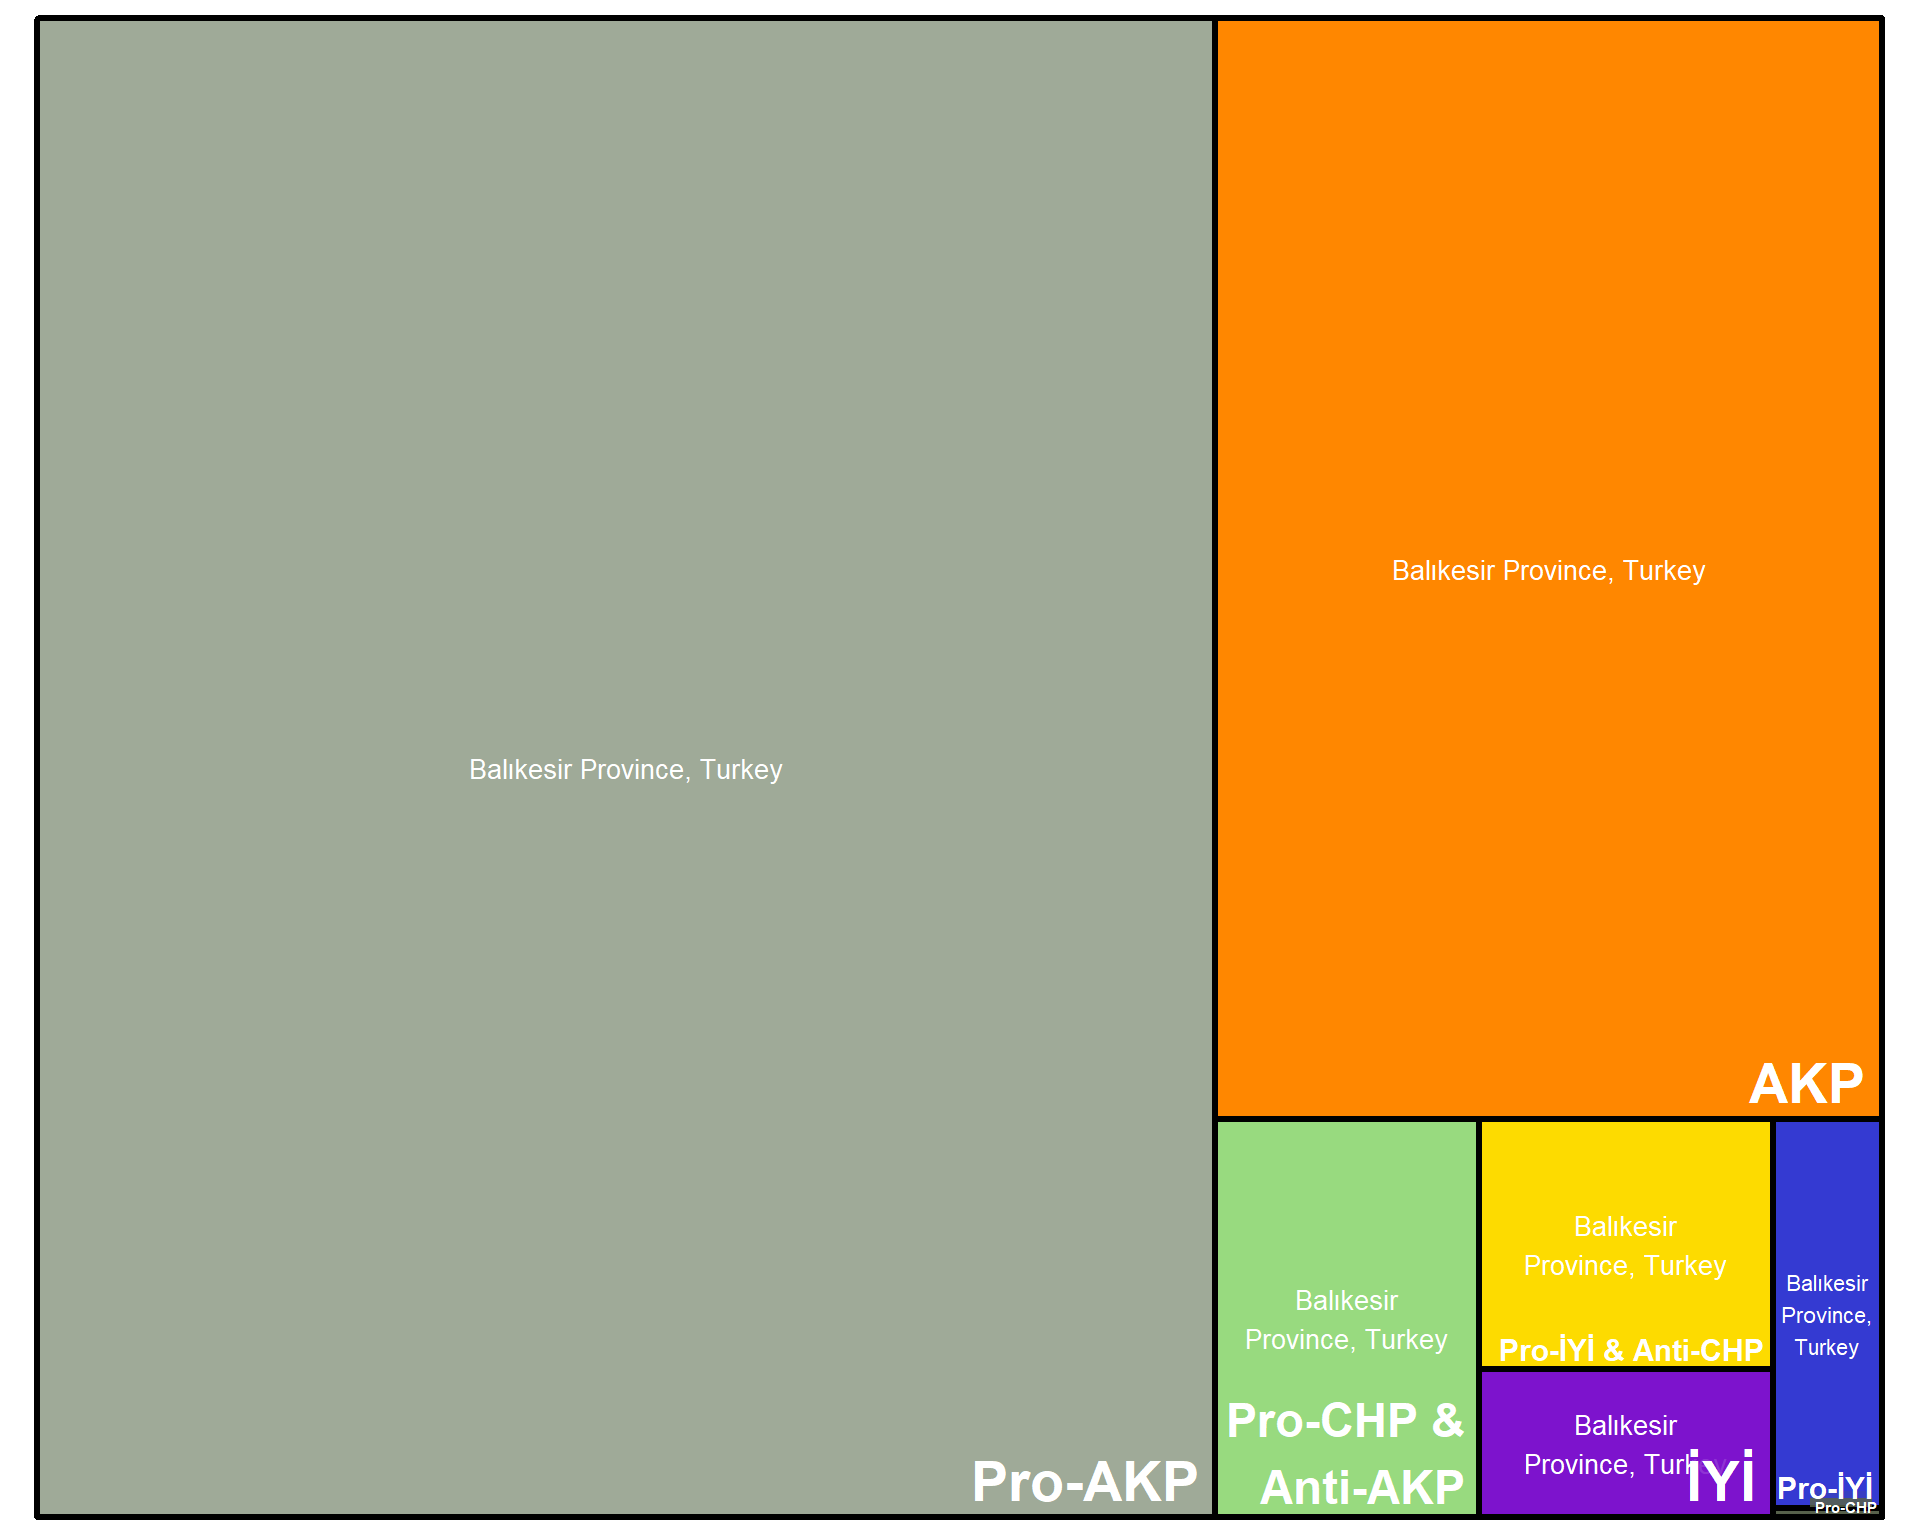 Balıkesir Province, Turkey
Pro-AKP
Balıkesir Province, Turkey
AKP
Balıkesir
Province, Turkey
Pro-CHP &
Anti-AKP
Balıkesir
Province, Turkey
Pro-İYİ & Anti-CHP
Balıkesir
Province, Turkey
İYİ
Balıkesir
Province,
Turkey
Pro-İYİ
Pro-CHP